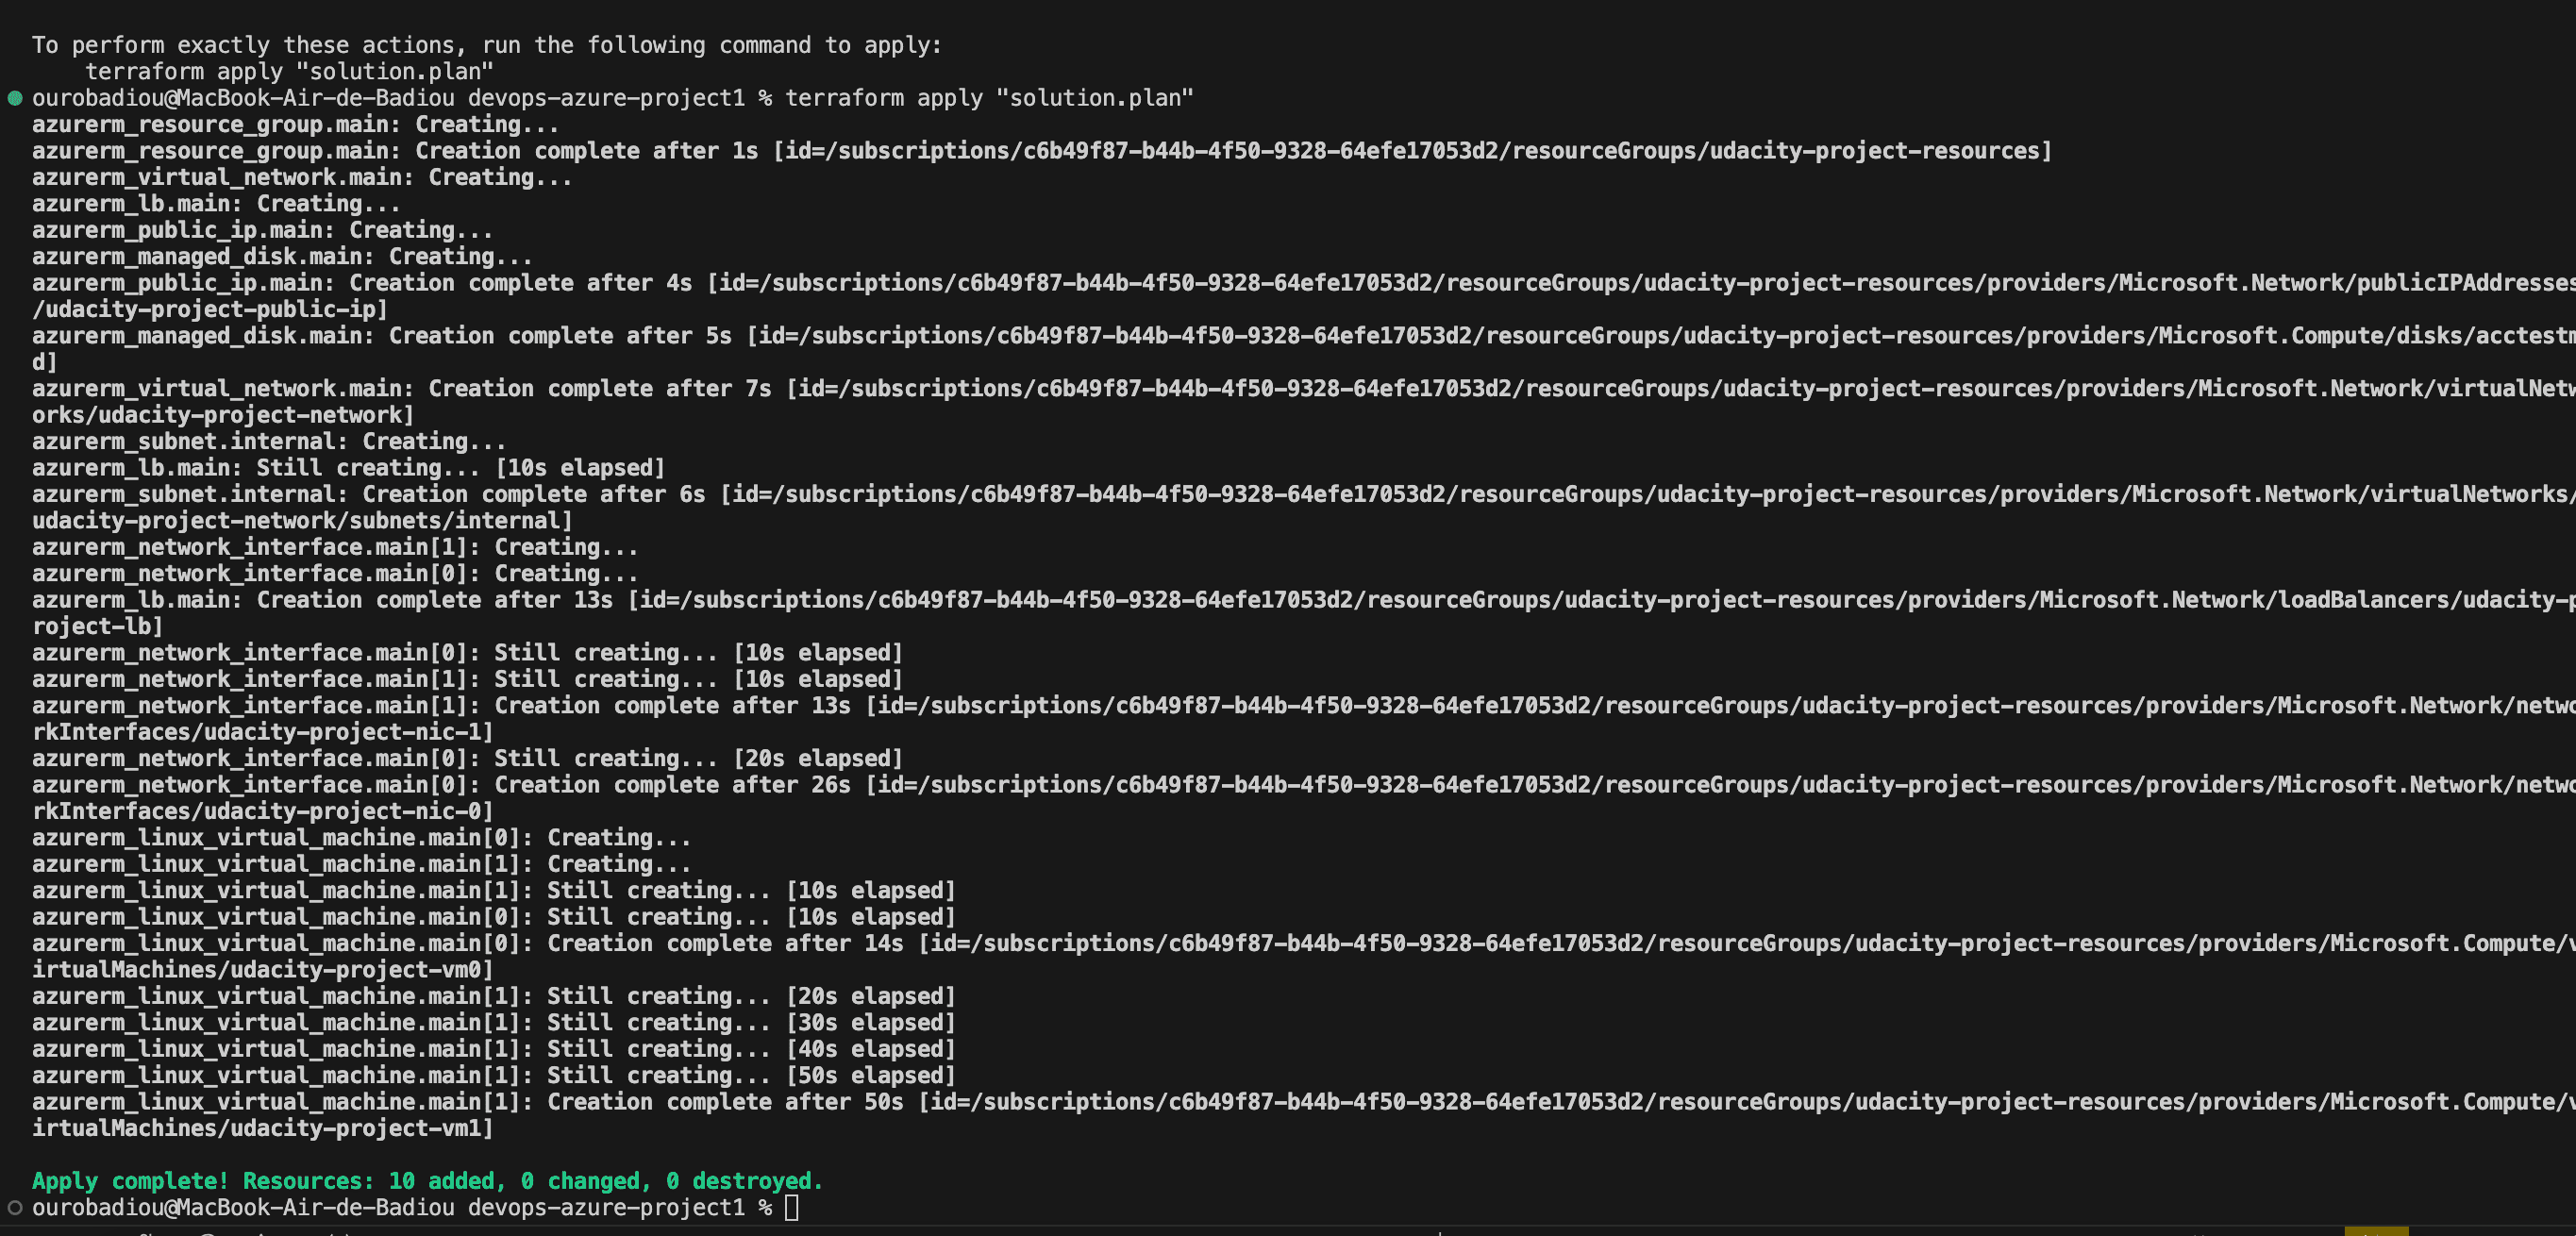 To perform exactly these actions, run the following command to apply:
    terraform apply "solution.plan"
ourobadiou@MacBook-Air-de-Badiou devops-azure-project1 % terraform apply "solution.plan"
azurerm_resource_group.main: Creating...
azurerm_resource_group.main: Creation complete after 1s [id=/subscriptions/c6b49f87-b44b-4f50-9328-64efe17053d2/resourceGroups/udacity-project-resources]
azurerm_virtual_network.main: Creating...
azurerm_lb.main: Creating...
azurerm_public_ip.main: Creating...
azurerm_managed_disk.main: Creating...
azurerm_public_ip.main: Creation complete after 4s [id=/subscriptions/c6b49f87-b44b-4f50-9328-64efe17053d2/resourceGroups/udacity-project-resources/providers/Microsoft.Network/publicIPAddresses
/udacity-project-public-ip]
azurerm_managed_disk.main: Creation complete after 5s [id=/subscriptions/c6b49f87-b44b-4f50-9328-64efe17053d2/resourceGroups/udacity-project-resources/providers/Microsoft.Compute/disks/acctestm
d]
azurerm_virtual_network.main: Creation complete after 7s [id=/subscriptions/c6b49f87-b44b-4f50-9328-64efe17053d2/resourceGroups/udacity-project-resources/providers/Microsoft.Network/virtualNetw
orks/udacity-project-network]
azurerm_subnet.internal: Creating...
azurerm_lb.main: Still creating... [10s elapsed]
azurerm_subnet.internal: Creation complete after 6s [id=/subscriptions/c6b49f87-b44b-4f50-9328-64efe17053d2/resourceGroups/udacity-project-resources/providers/Microsoft.Network/virtualNetworks/
udacity-project-network/subnets/internal]
azurerm_network_interface.main[1]: Creating...
azurerm_network_interface.main[0]: Creating...
azurerm_lb.main: Creation complete after 13s [id=/subscriptions/c6b49f87-b44b-4f50-9328-64efe17053d2/resourceGroups/udacity-project-resources/providers/Microsoft.Network/loadBalancers/udacity-p
roject-lb]
azurerm_network_interface.main[0]: Still creating... [10s elapsed]
azurerm_network_interface.main[1]: Still creating... [10s elapsed]
azurerm_network_interface.main[1]: Creation complete after 13s [id=/subscriptions/c6b49f87-b44b-4f50-9328-64efe17053d2/resourceGroups/udacity-project-resources/providers/Microsoft.Network/netwo
rkInterfaces/udacity-project-nic-1]
azurerm_network_interface.main[0]: Still creating... [20s elapsed]
azurerm_network_interface.main[0]: Creation complete after 26s [id=/subscriptions/c6b49f87-b44b-4f50-9328-64efe17053d2/resourceGroups/udacity-project-resources/providers/Microsoft.Network/netwo
rkInterfaces/udacity-project-nic-0]
azurerm_linux_virtual_machine.main[0]: Creating...
azurerm_linux_virtual_machine.main[1]: Creating...
azurerm_linux_virtual_machine.main[1]: Still creating... [10s elapsed]
azurerm_linux_virtual_machine.main[0]: Still creating... [10s elapsed]
azurerm_linux_virtual_machine.main[0]: Creation complete after 14s [id=/subscriptions/c6b49f87-b44b-4f50-9328-64efe17053d2/resourceGroups/udacity-project-resources/providers/Microsoft.Compute/v
irtualMachines/udacity-project-vm0]
azurerm_linux_virtual_machine.main[1]: Still creating... [20s elapsed]
azurerm_linux_virtual_machine.main[1]: Still creating... [30s elapsed]
azurerm_linux_virtual_machine.main[1]: Still creating... [40s elapsed]
azurerm_linux_virtual_machine.main[1]: Still creating... [50s elapsed]
azurerm_linux_virtual_machine.main[1]: Creation complete after 50s [id=/subscriptions/c6b49f87-b44b-4f50-9328-64efe17053d2/resourceGroups/udacity-project-resources/providers/Microsoft.Compute/v
irtualMachines/udacity-project-vm1]
Apply complete! Resources: 10 added, 0 changed, 0 destroyed.
ourobadiou@MacBook-Air-de-Badiou devops-azure-project1 %